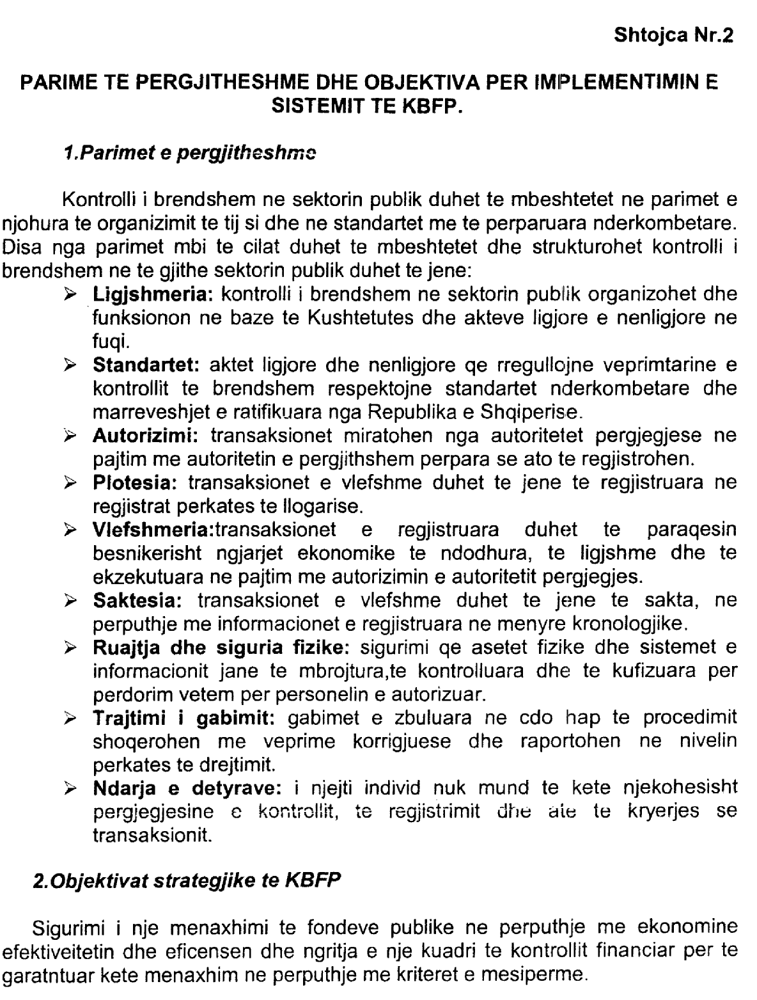 Shtojca Nr.2
PARIME TE PERGJITHESHME DHE OBJEKTIVA PER IMPLEMENTIMIN E
SISTEMIT TE KBFP.
1.Parimet e pergjitheshme
Kontrolli i brendshem ne sektorin publik duhet te mbeshtetet ne parimet e
njohura te organizimit te tij si dhe ne standartet me te perparuara nderkombetare.
Disa nga parimet mbi te cilat duhet te mbeshtetet dhe strukturohet kontrolli i
brendshem ne te gjithe sektorin publik duhet te jene:
➢ Ligjshmeria: kontrolli i brendshem ne sektorin publik organizohet dhe
funksionon ne baze te Kushtetutes dhe akteve ligjore e nenligjore ne
fuqi.
➢ Standartet: aktet ligjore dhe nenligjore qe rregullojne veprimtarine e
kontrollit te brendshem respektojne standartet nderkombetare dhe
marreveshjet e ratifikuara nga Republika e Shqiperise.
➢ Autorizimi: transaksionet miratohen nga autoritetet pergjegjese ne
pajtim me autoritetin e pergjithshem perpara se ato te regjistrohen.
➢ Plotesia: transaksionet e vlefshme duhet te jene te regjistruara ne
regjistrat perkates te llogarise.
➢ Vlefshmeria:transaksionet e regjistruara duhet te paraqesin
besnikerisht ngjarjet ekonomike te ndodhura, te ligjshme dhe te
ekzekutuara ne pajtim me autorizimin e autoritetit pergjegjes.
➢ Saktesia: transaksionet e vlefshme duhet te jene te sakta, ne
perputhje me informacionet e regjistruara ne menyre kronologjike.
➢ Ruajtja dhe siguria fizike: sigurimi qe asetet fizike dhe sistemet e
informacionit jane te mbrojtura,te kontrolluara dhe te kufizuara per
perdorim vetem per personelin e autorizuar.
➢ Trajtimi i gabimit: gabimet e zbuluara ne cdo hap te procedimit
shoqerohen me veprime korrigjuese dhe raportohen ne nivelin
perkates te drejtimit.
➢ Ndarja e detyrave: i njejti individ nuk mund te kete njekohesisht
pergjegjesine e kontrollit, te regjistrimit dhe ate te kryerjes se
transaksionit.
2.Objektivat strategjike te KBFP
Sigurimi i nje menaxhimi te fondeve publike ne perputhje me ekonomine
efektiveitetin dhe eficensen dhe ngritja e nje kuadri te kontrollit financiar per te
garatntuar kete menaxhim ne perputhje me kriteret e mesiperme.